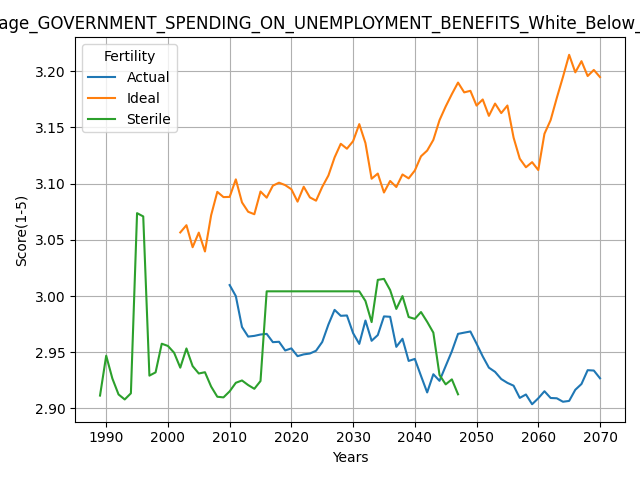 age_GOVERNMENT_SPENDING_ON_UNEMPLOYMENT_BENEFITS_White_Below_
Fertility
Actual
Ideal
Sterile
Score(1-5)
3.20
3.15
3.10
3.05
3.00
2.95
2.90
1990 2000 2010 2020 2030 2040 2050 2060 2070
Years